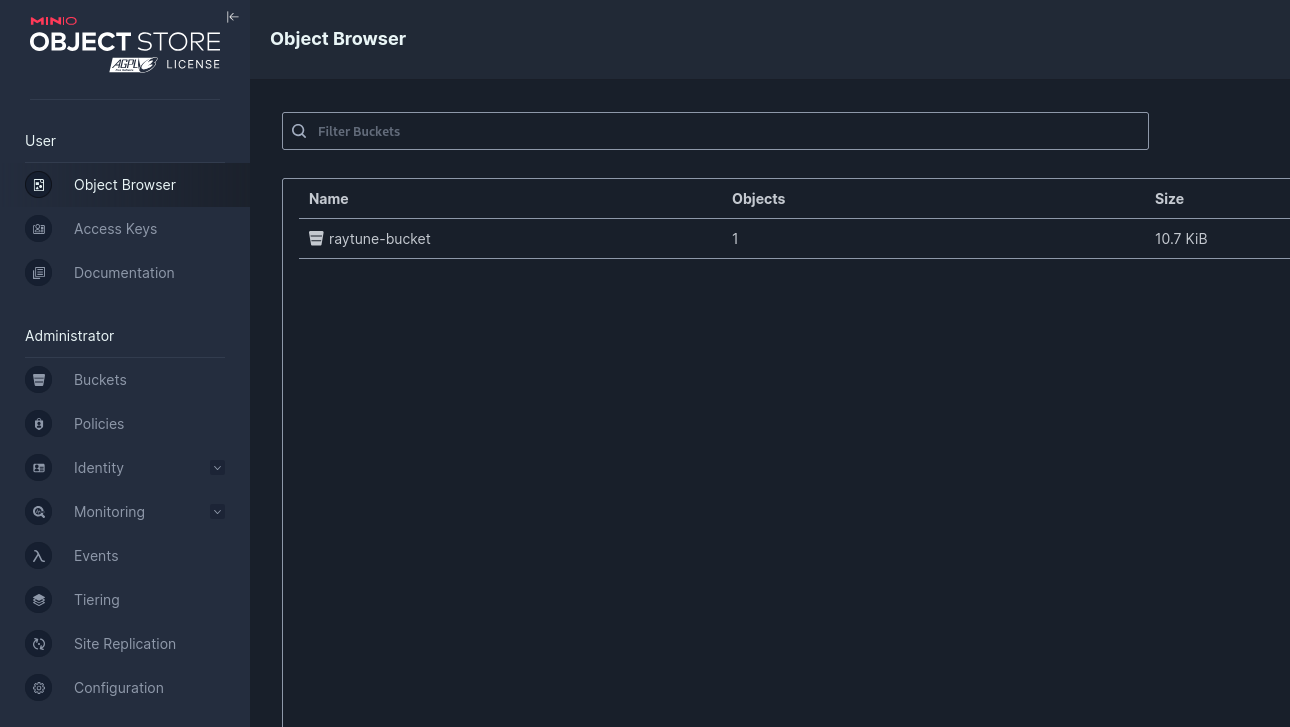 MINIO
OBJECT STORE
AGPL LICENSE
Object Browser
User
Object Browser
Access Keys
Documentation
Administrator
Buckets
Policies
Identity
Monitoring
Events
Tiering
Site Replication
Configuration
Filter Buckets
Name Objects Size
raytune-bucket 1 10.7 KiB